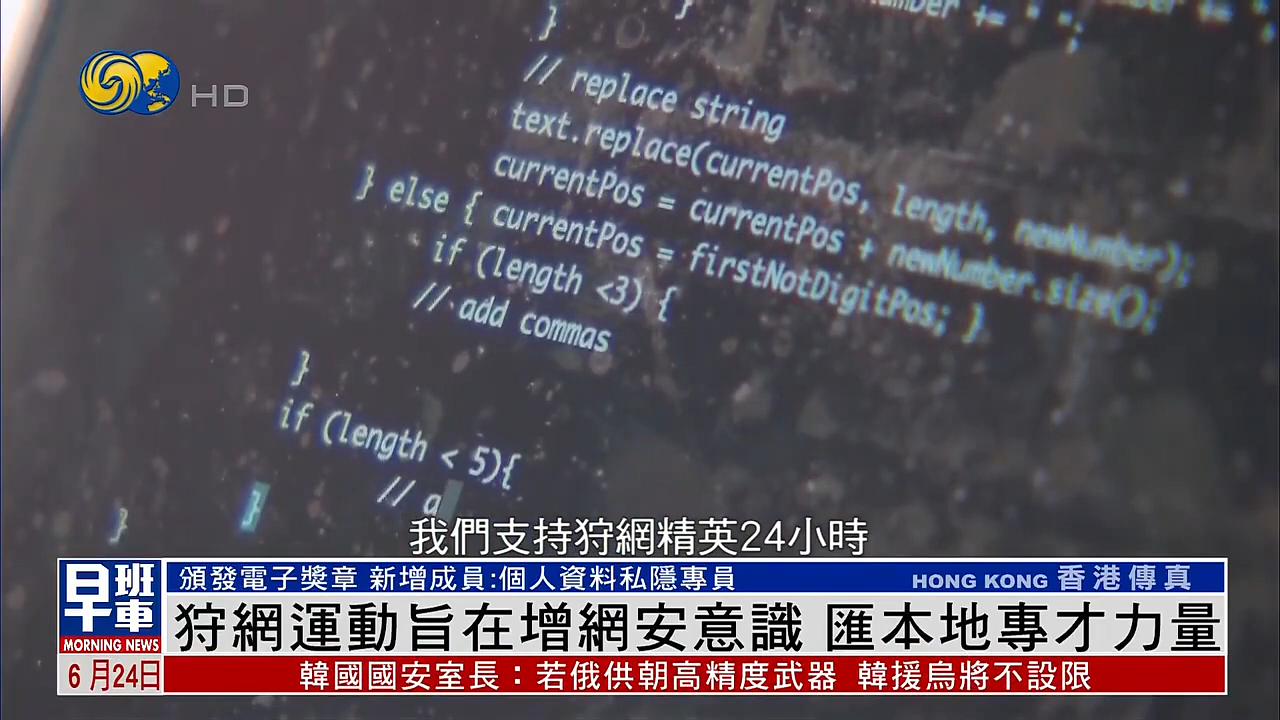 HD
// replace string
text.replace(currentPos, length, newNumber);
currentPos = currentPos + newNumber.size();
} else { currentPos = firstNotDigitPos; }
if (length <3) {
// add commas
}
if (length < 5){
// a
}
}
我們支持狩網精英24小時
早班車
MORNING NEWS
6月24日
頒發電子獎章 新增成員:個人資料私隱專員
HONG KONG 香港傳真
狩網運動旨在增網安意識 匯本地專才力量
韓國國安室長：若俄供朝高精度武器 韓援烏將不設限